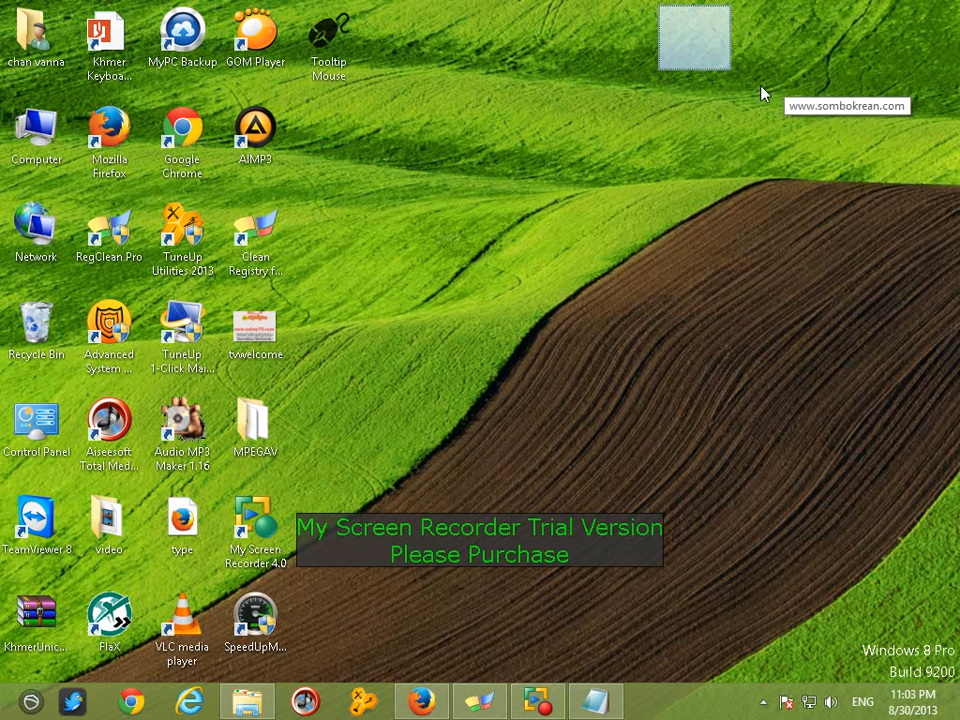 chan vanna
Khmer
Keyboa...
MyPC Backup
GOM Player
Tooltip
Mouse
www.sombokrean.com
Computer
Mozilla
Firefox
Google
Chrome
AIMP3
Network
RegClean Pro
TuneUp
Utilities 2013
Clean
Registry f...
Recycle Bin
Advanced
System ...
TuneUp
1-Click Mai...
tvwelcome
Control Panel
Aiseesoft
Total Med...
Audio MP3
Maker 1.16
MPEGAV
TeamViewer 8
video
type
My Screen
Recorder 4.0
My Screen Recorder Trial Version
Please Purchase
KhmerUnic...
FlaX
VLC media
player
SpeedUpM...
Windows 8 Pro
Build 9200
ENG
11:03 PM
8/30/2013